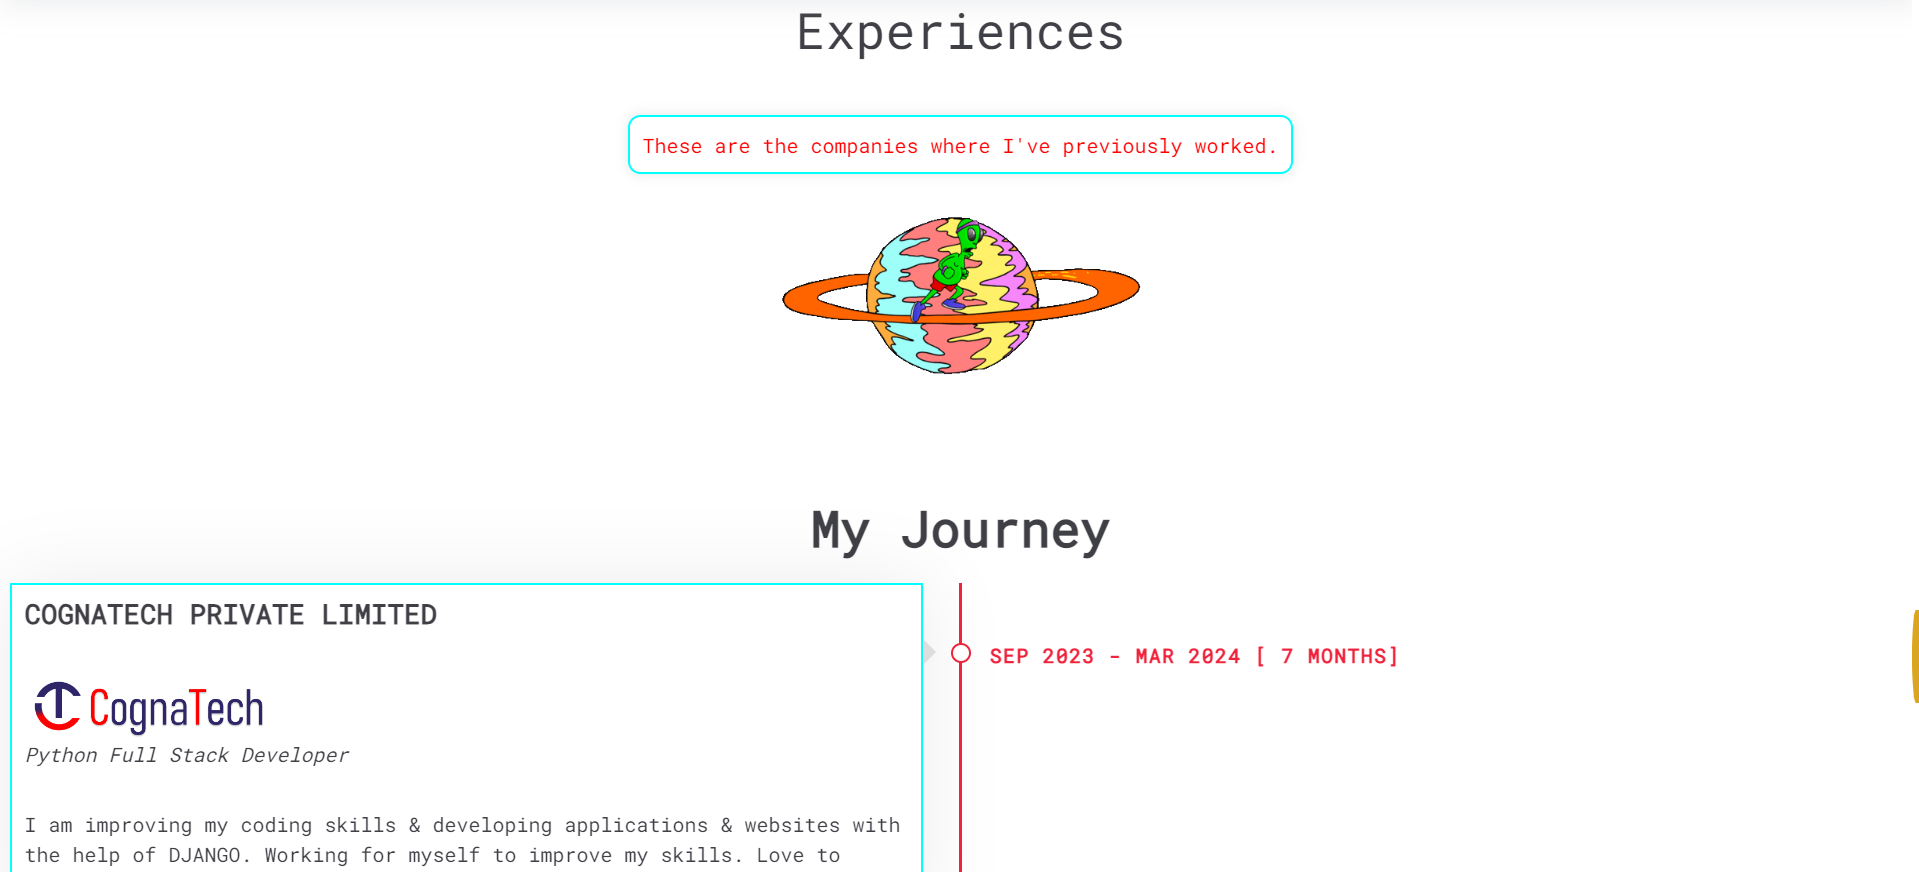 Experiences
These are the companies where I've previously worked.
My Journey
COGNATECH PRIVATE LIMITED
SEP 2023 - MAR 2024 [ 7 MONTHS]
CognaTech
Python Full Stack Developer
I am improving my coding skills & developing applications & websites with
the help of DJANGO. Working for myself to improve my skills. Love to